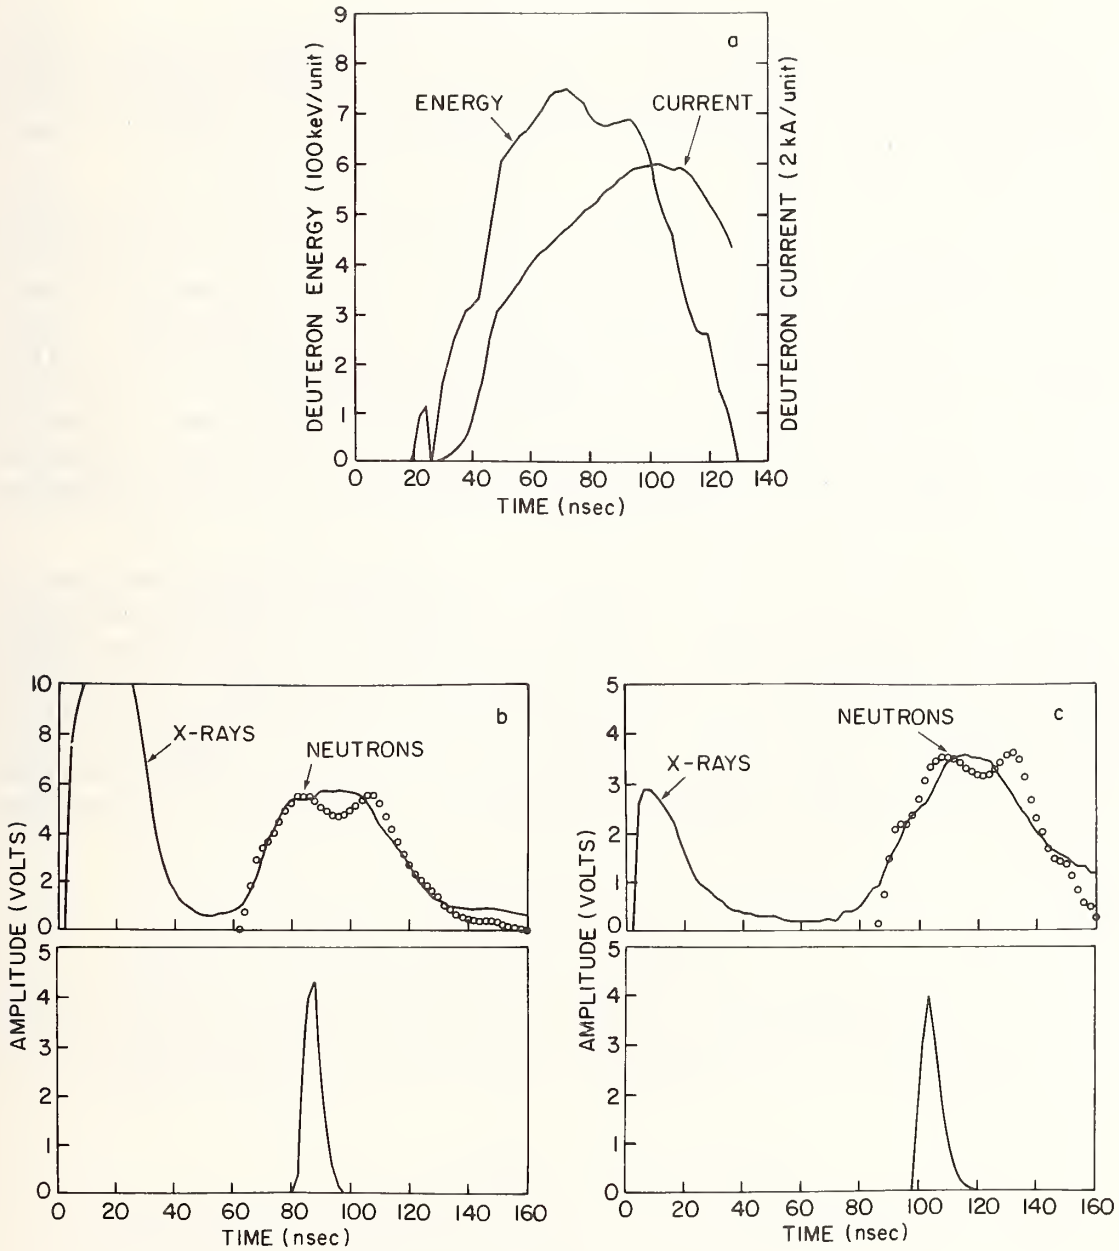 a
ENERGY
CURRENT
DEUTERON ENERGY (100keV/unit)
9
8
7
6
5
4
3
2
1
0
DEUTERON CURRENT (2 kA/unit)
0 20 40 60 80 100 120 140
TIME (nsec)
b
X-RAYS
NEUTRONS
10
8
6
4
2
0
AMPLITUDE (VOLTS)
5
4
3
2
1
0
0 20 40 60 80 100 120 140 160
TIME (nsec)
c
NEUTRONS
X-RAYS
5
4
3
2
1
0
AMPLITUDE (VOLTS)
5
4
3
2
1
0
0 20 40 60 80 100 120 140 160
TIME (nsec)